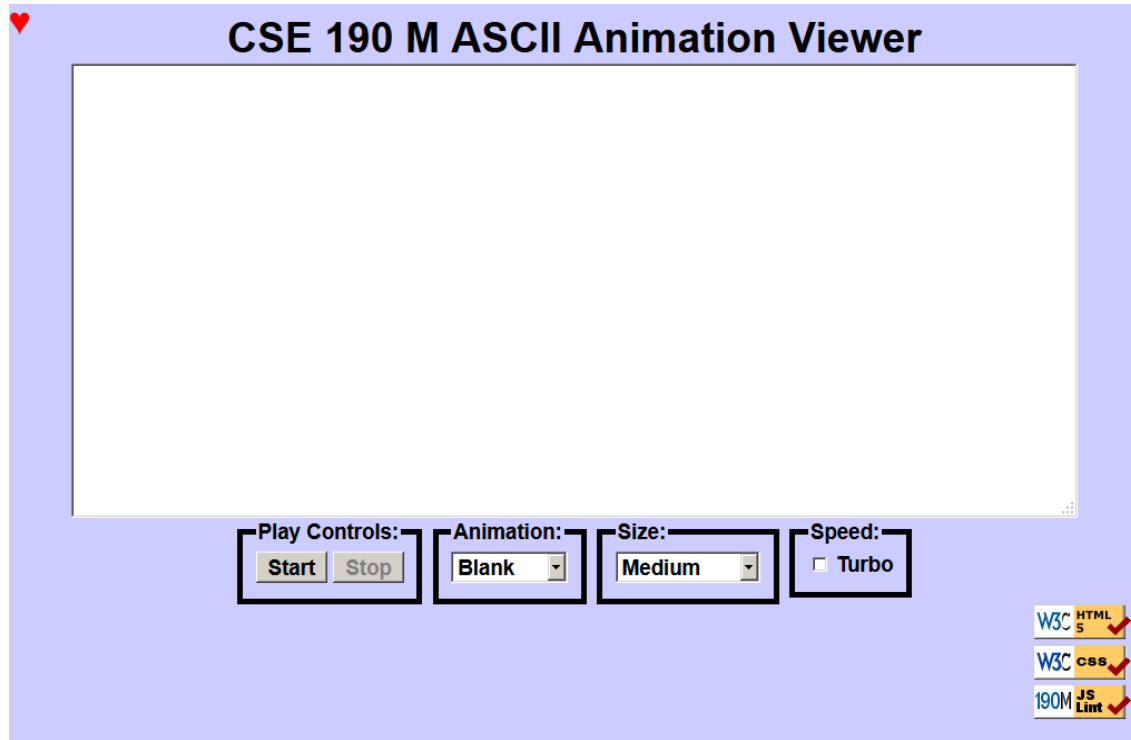 CSE 190 M ASCII Animation Viewer
Play Controls: Animation: Size: Speed:
Start Stop Blank Medium Turbo
W3C HTML 5
W3C css
190M JS Lint